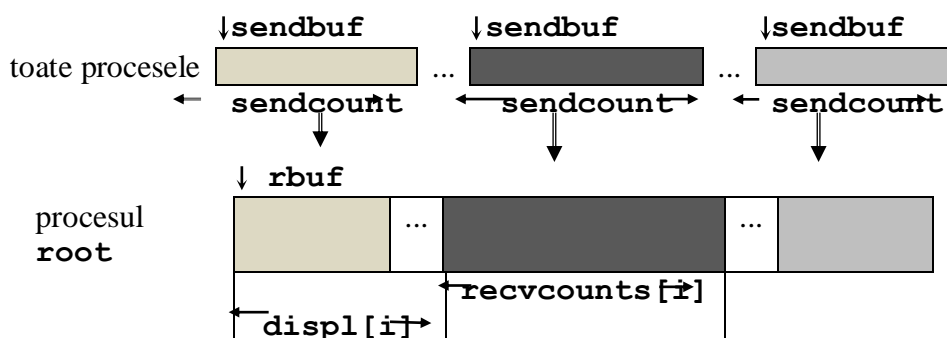 ↓sendbuf ↓sendbuf ↓sendbuf
toate procesele ... ...
sendcount sendcount sendcount
↓ rbuf
procesul ... ...
root
recvcounts[i]
displ[i]